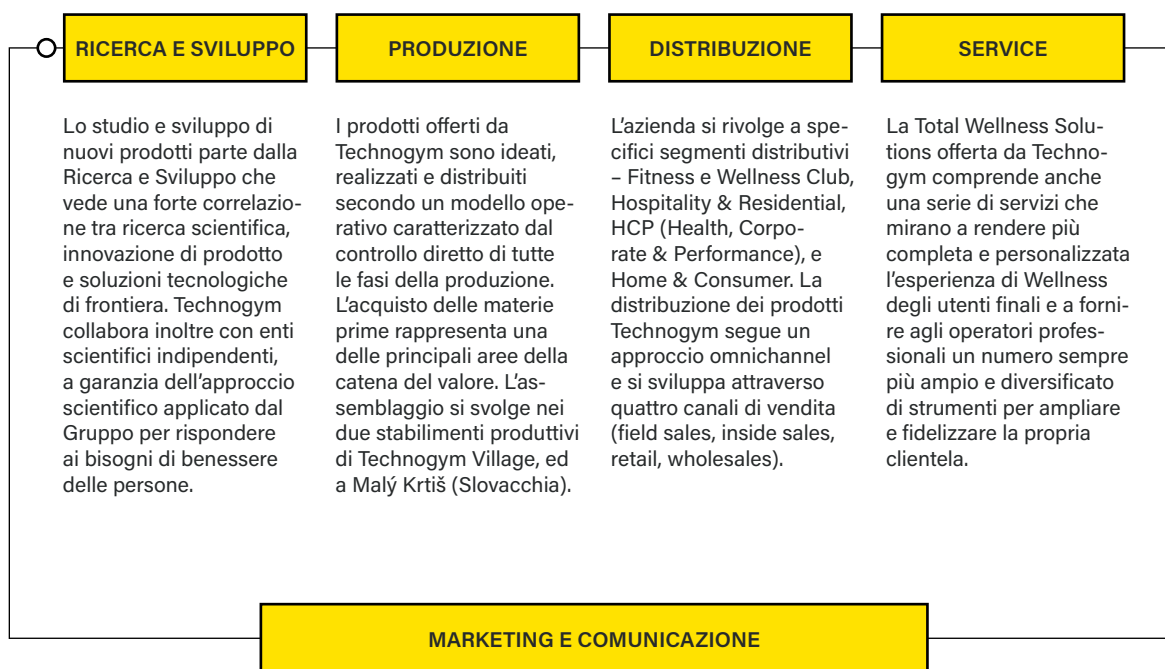 RICERCA E SVILUPPO
Lo studio e sviluppo di
nuovi prodotti parte dalla
Ricerca e Sviluppo che
vede una forte correlazio-
ne tra ricerca scientifica,
innovazione di prodotto
e soluzioni tecnologiche
di frontiera. Technogym
collabora inoltre con enti
scientifici indipendenti,
a garanzia dell’approccio
scientifico applicato dal
Gruppo per rispondere
ai bisogni di benessere
delle persone.
PRODUZIONE
I prodotti offerti da
Technogym sono ideati,
realizzati e distribuiti
secondo un modello ope-
rativo caratterizzato dal
controllo diretto di tutte
le fasi della produzione.
L’acquisto delle materie
prime rappresenta una
delle principali aree della
catena del valore. L’as-
semblaggio si svolge nei
due stabilimenti produttivi
di Technogym Village, ed
a Malý Krtiš (Slovacchia).
DISTRIBUZIONE
L’azienda si rivolge a spe-
cifici segmenti distributivi
– Fitness e Wellness Club,
Hospitality & Residential,
HCP (Health, Corpo-
rate & Performance), e
Home & Consumer. La
distribuzione dei prodotti
Technogym segue un
approccio omnichannel
e si sviluppa attraverso
quattro canali di vendita
(field sales, inside sales,
retail, wholesales).
SERVICE
La Total Wellness Solu-
tions offerta da Techno-
gym comprende anche
una serie di servizi che
mirano a rendere più
completa e personalizzata
l’esperienza di Wellness
degli utenti finali e a forni-
re agli operatori profes-
sionali un numero sempre
più ampio e diversificato
di strumenti per ampliare
e fidelizzare la propria
clientela.
MARKETING E COMUNICAZIONE